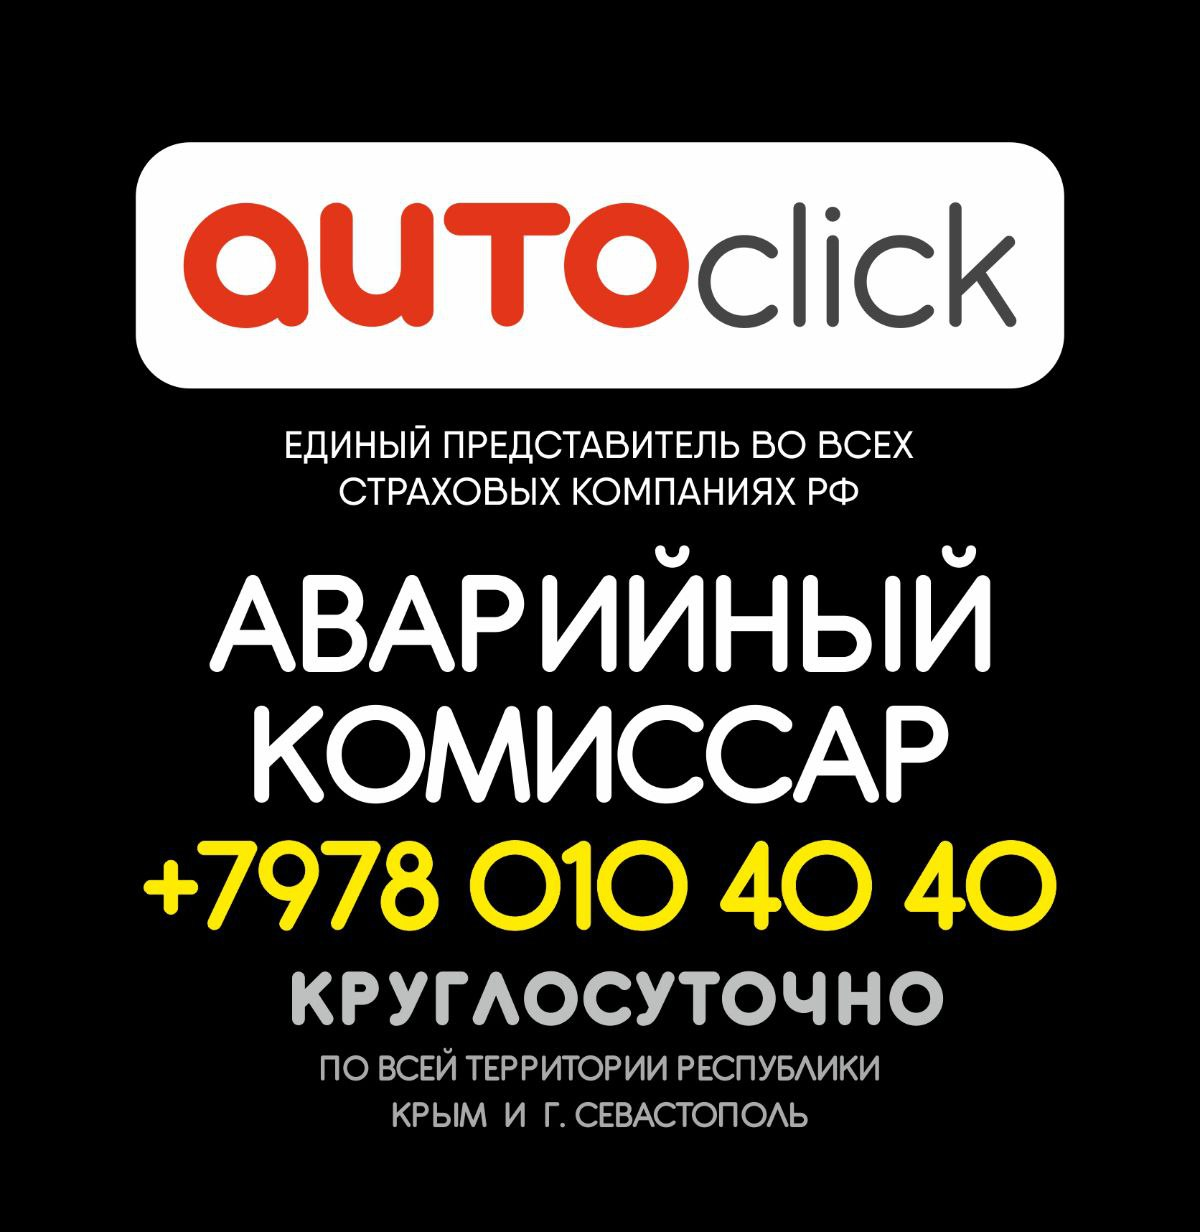 аuтоclick
ЕДИНЫЙ ПРЕДСТАВИТЕЛЬ ВО ВСЕХ
СТРАХОВЫХ КОМПАНИЯХ РФ
АВАРИЙНЫЙ
КОМИССАР
+7978 010 40 40
КРУГЛОСУТОЧНО
ПО ВСЕЙ ТЕРРИТОРИИ РЕСПУБЛИКИ
КРЫМ И Г. СЕВАСТОПОЛЬ